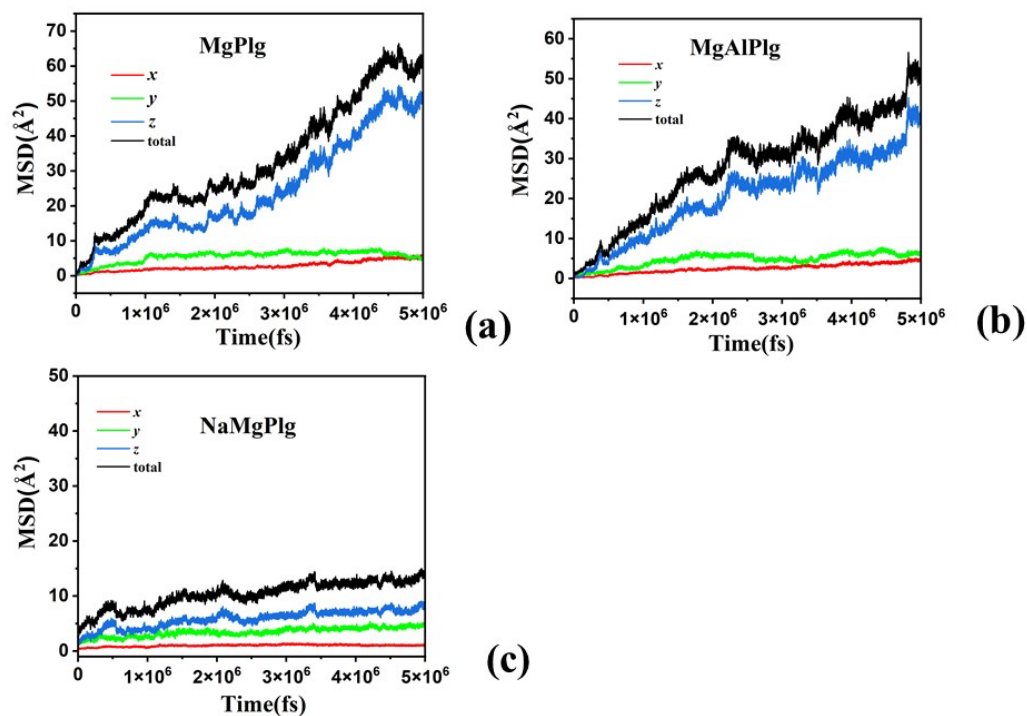 MgPlg
x
y
z
total
MSD(Å²)
70
60
50
40
30
20
10
0
0
1×10⁶
2×10⁶
3×10⁶
4×10⁶
5×10⁶
Time(fs)
(a)
MgAlPlg
x
y
z
total
MSD(Å²)
60
50
40
30
20
10
0
0
1×10⁶
2×10⁶
3×10⁶
4×10⁶
5×10⁶
Time(fs)
(b)
NaMgPlg
x
y
z
total
MSD(Å²)
50
40
30
20
10
0
0
1×10⁶
2×10⁶
3×10⁶
4×10⁶
5×10⁶
Time(fs)
(c)